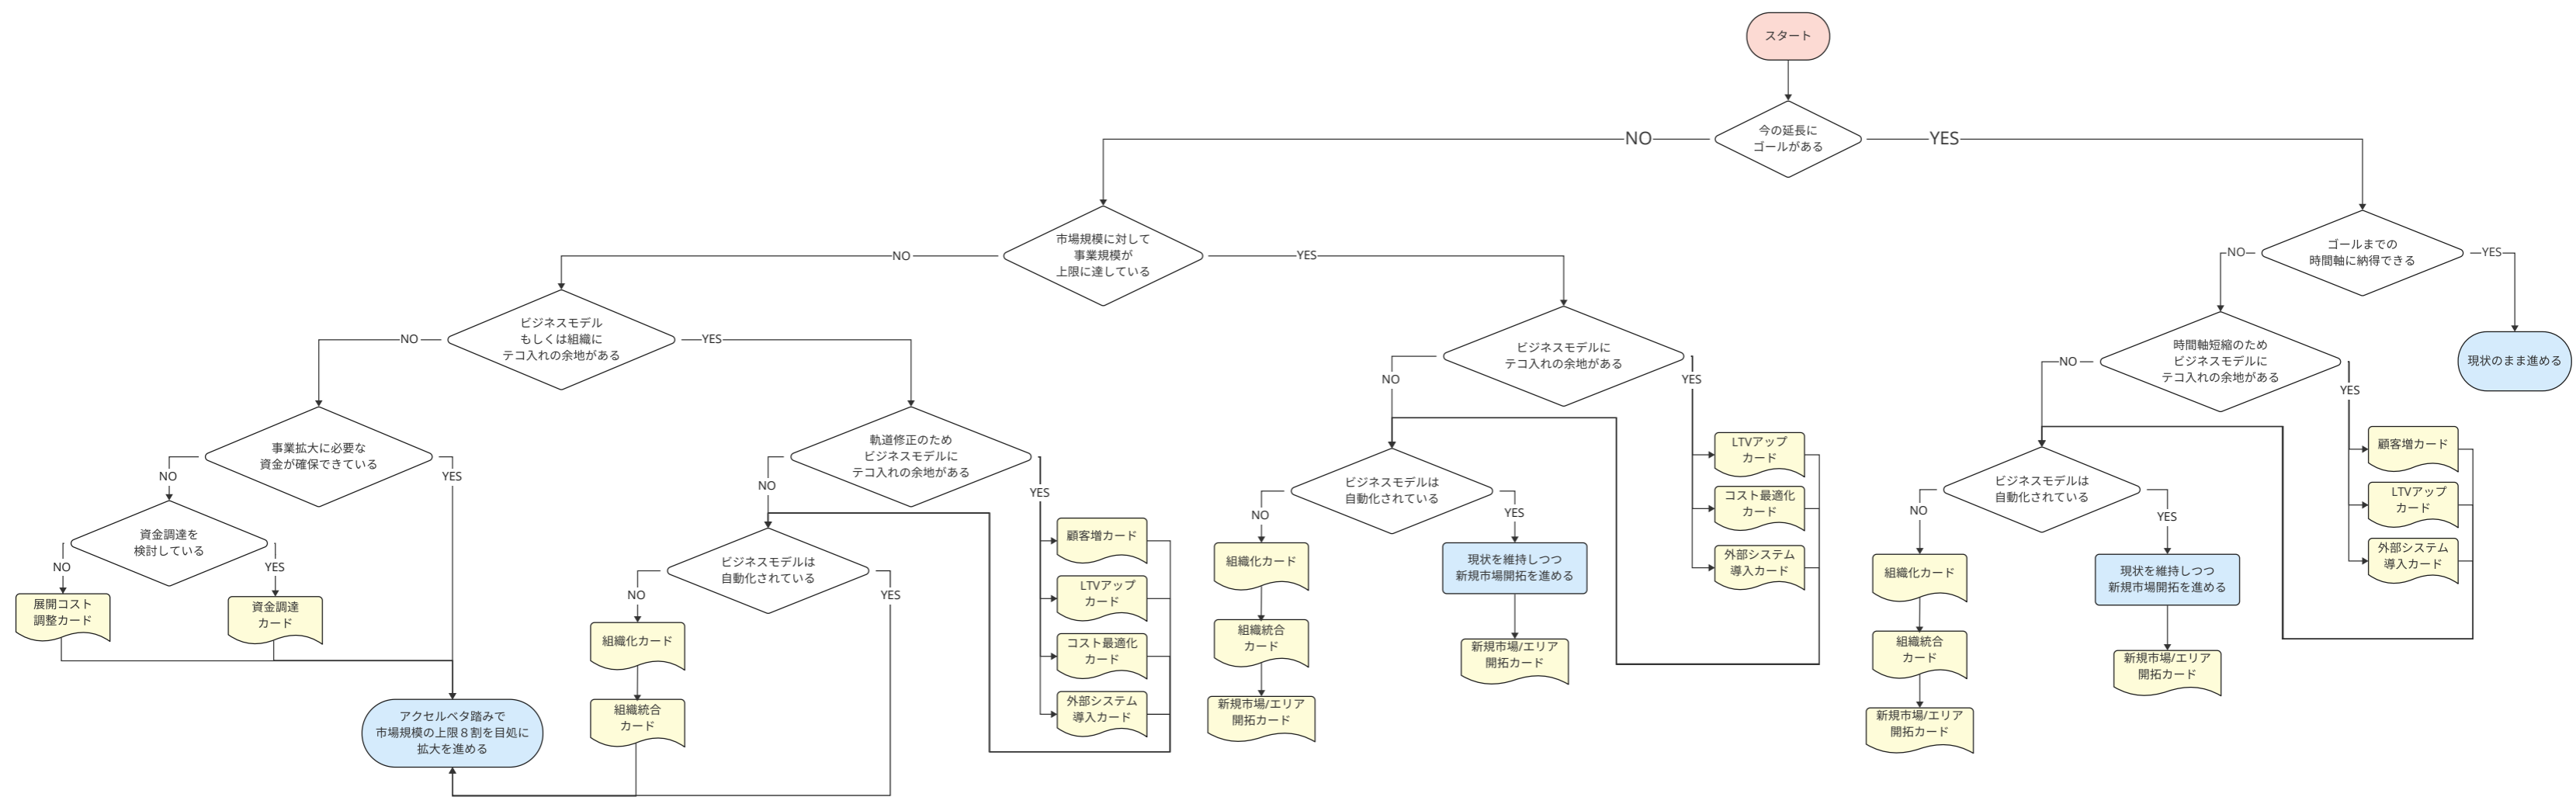 スタート
今の延長に
ゴールがある
NO
YES
市場規模に対して
事業規模が
上限に達している
NO
YES
ゴールまでの
時間軸に納得できる
NO
YES
現状のまま進める
ビジネスモデル
もしくは組織に
テコ入れの余地がある
NO
YES
事業拡大に必要な
資金が確保できている
NO
YES
資金調達を
検討している
NO
YES
展開コスト
調整カード
資金調達
カード
アクセルベタ踏みで
市場規模の上限８割を目処に
拡大を進める
軌道修正のため
ビジネスモデルに
テコ入れの余地がある
NO
YES
ビジネスモデルは
自動化されている
NO
YES
組織化カード
組織統合
カード
顧客増カード
LTVアップ
カード
コスト最適化
カード
外部システム
導入カード
ビジネスモデルに
テコ入れの余地がある
NO
YES
ビジネスモデルは
自動化されている
NO
YES
組織化カード
組織統合
カード
新規市場/エリア
開拓カード
現状を維持しつつ
新規市場開拓を進める
新規市場/エリア
開拓カード
LTVアップ
カード
コスト最適化
カード
外部システム
導入カード
時間軸短縮のため
ビジネスモデルに
テコ入れの余地がある
NO
YES
ビジネスモデルは
自動化されている
NO
YES
組織化カード
組織統合
カード
新規市場/エリア
開拓カード
現状を維持しつつ
新規市場開拓を進める
新規市場/エリア
開拓カード
顧客増カード
LTVアップ
カード
外部システム
導入カード